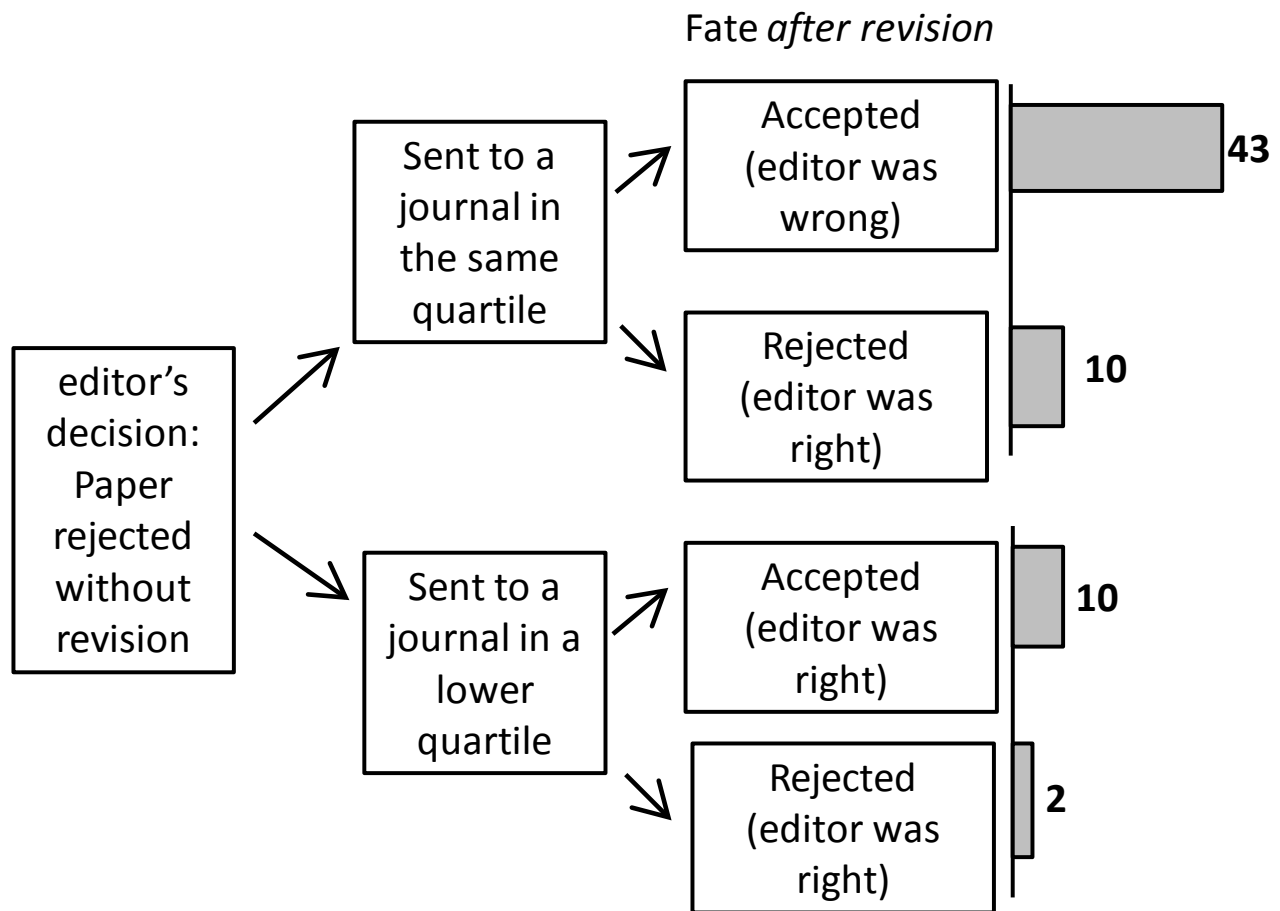 Fate after revision
Accepted
(editor was
wrong)
43
Sent to a
journal in
the same
quartile
Rejected
(editor was
right)
10
editor’s
decision:
Paper
rejected
without
revision
Sent to a
journal in a
lower
quartile
Accepted
(editor was
right)
10
Rejected
(editor was
right)
2